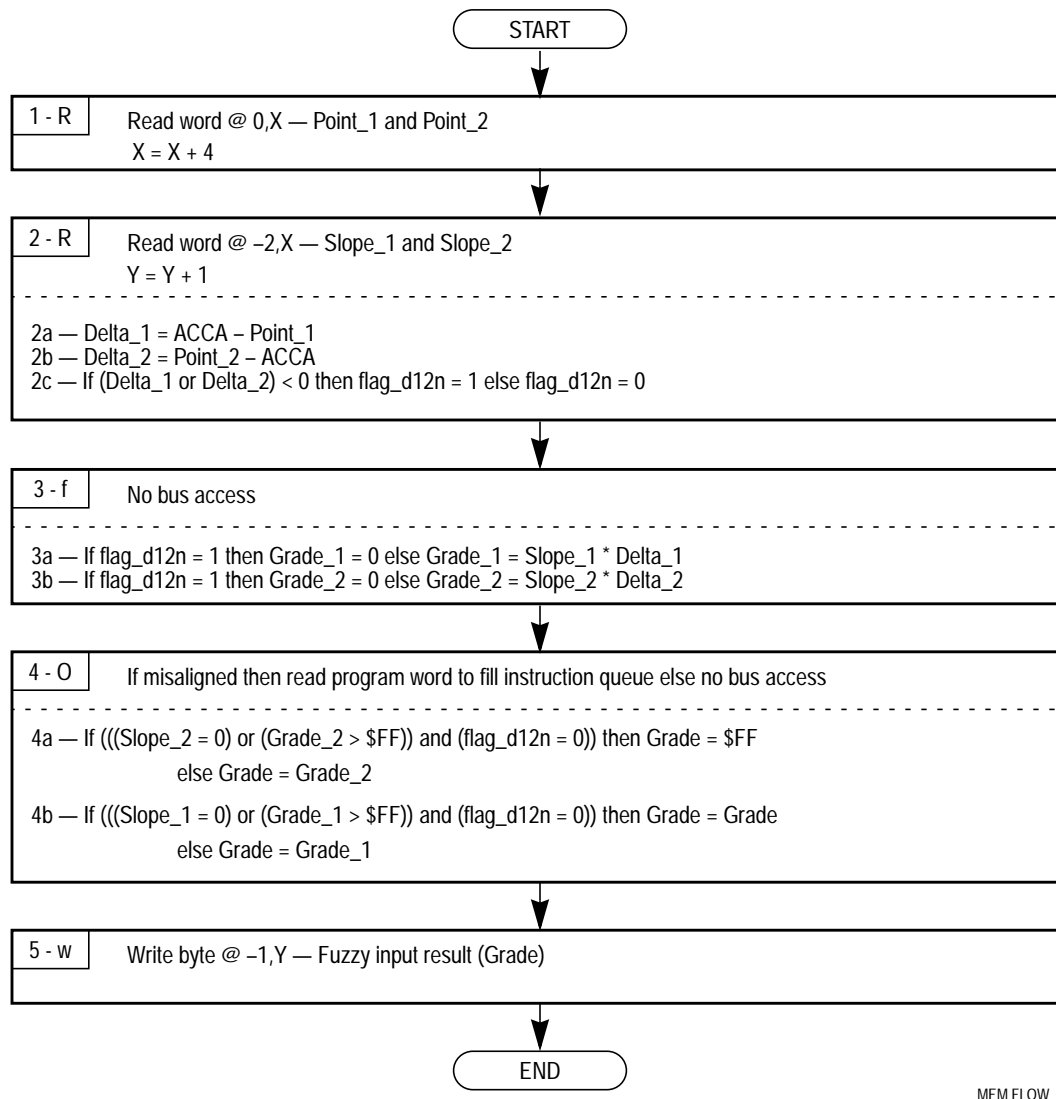 START
1 - R
Read word @ 0,X — Point_1 and Point_2
X = X + 4
2 - R
Read word @ –2,X — Slope_1 and Slope_2
Y = Y + 1
2a — Delta_1 = ACCA – Point_1
2b — Delta_2 = Point_2 – ACCA
2c — If (Delta_1 or Delta_2) < 0 then flag_d12n = 1 else flag_d12n = 0
3 - f
No bus access
3a — If flag_d12n = 1 then Grade_1 = 0 else Grade_1 = Slope_1 * Delta_1
3b — If flag_d12n = 1 then Grade_2 = 0 else Grade_2 = Slope_2 * Delta_2
4 - O
If misaligned then read program word to fill instruction queue else no bus access
4a — If (((Slope_2 = 0) or (Grade_2 > $FF)) and (flag_d12n = 0)) then Grade = $FF
else Grade = Grade_2
4b — If (((Slope_1 = 0) or (Grade_1 > $FF)) and (flag_d12n = 0)) then Grade = Grade
else Grade = Grade_1
5 - w
Write byte @ –1,Y — Fuzzy input result (Grade)
END
MEM FLOW